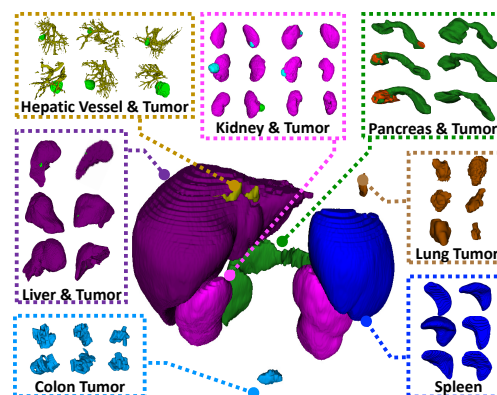 Hepatic Vessel & Tumor
Kidney & Tumor
Pancreas & Tumor
Lung Tumor
Liver & Tumor
Colon Tumor
Spleen